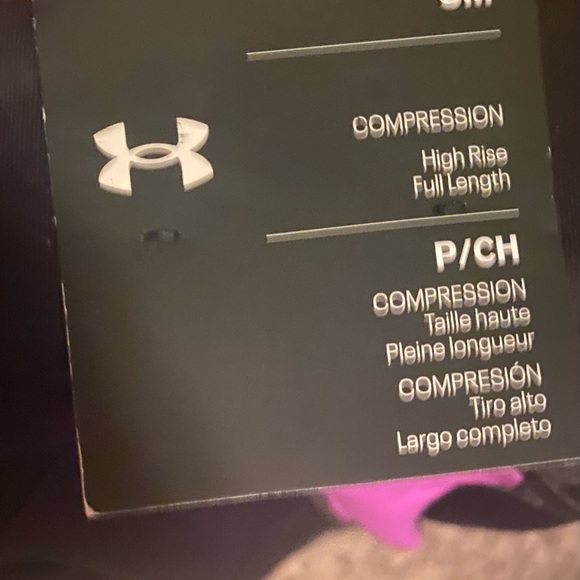 COMPRESSION
High Rise
Full Length
P/CH
COMPRESSION
Taille haute
Pleine longueur
COMPRESIÓN
Tiro alto
Largo completo